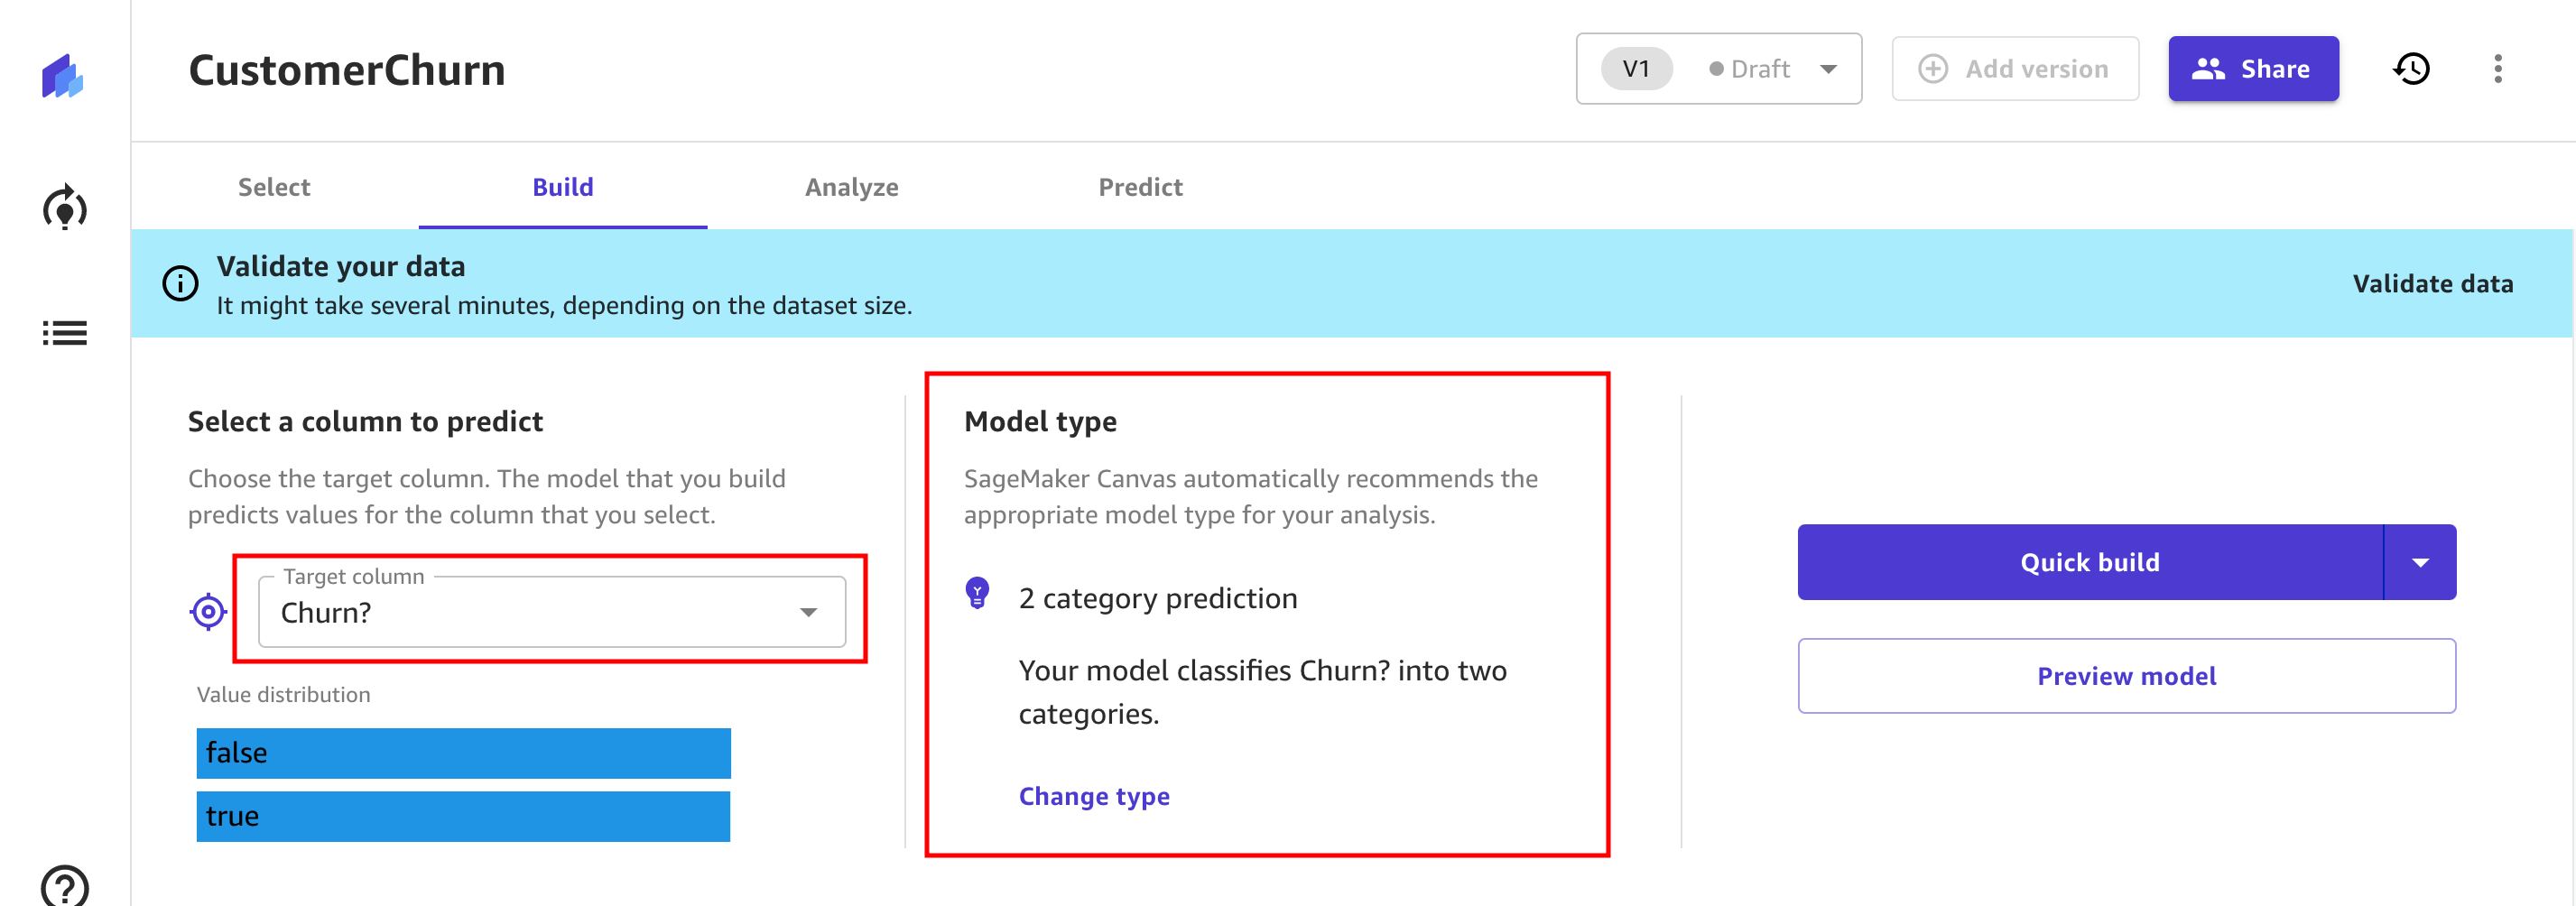 CustomerChurn
V1
Draft
Add version
Share
Select
Build
Analyze
Predict
Validate your data
It might take several minutes, depending on the dataset size.
Validate data
Select a column to predict
Choose the target column. The model that you build
predicts values for the column that you select.
Target column
Churn?
Value distribution
false
true
Model type
SageMaker Canvas automatically recommends the
appropriate model type for your analysis.
2 category prediction
Your model classifies Churn? into two
categories.
Change type
Quick build
Preview model